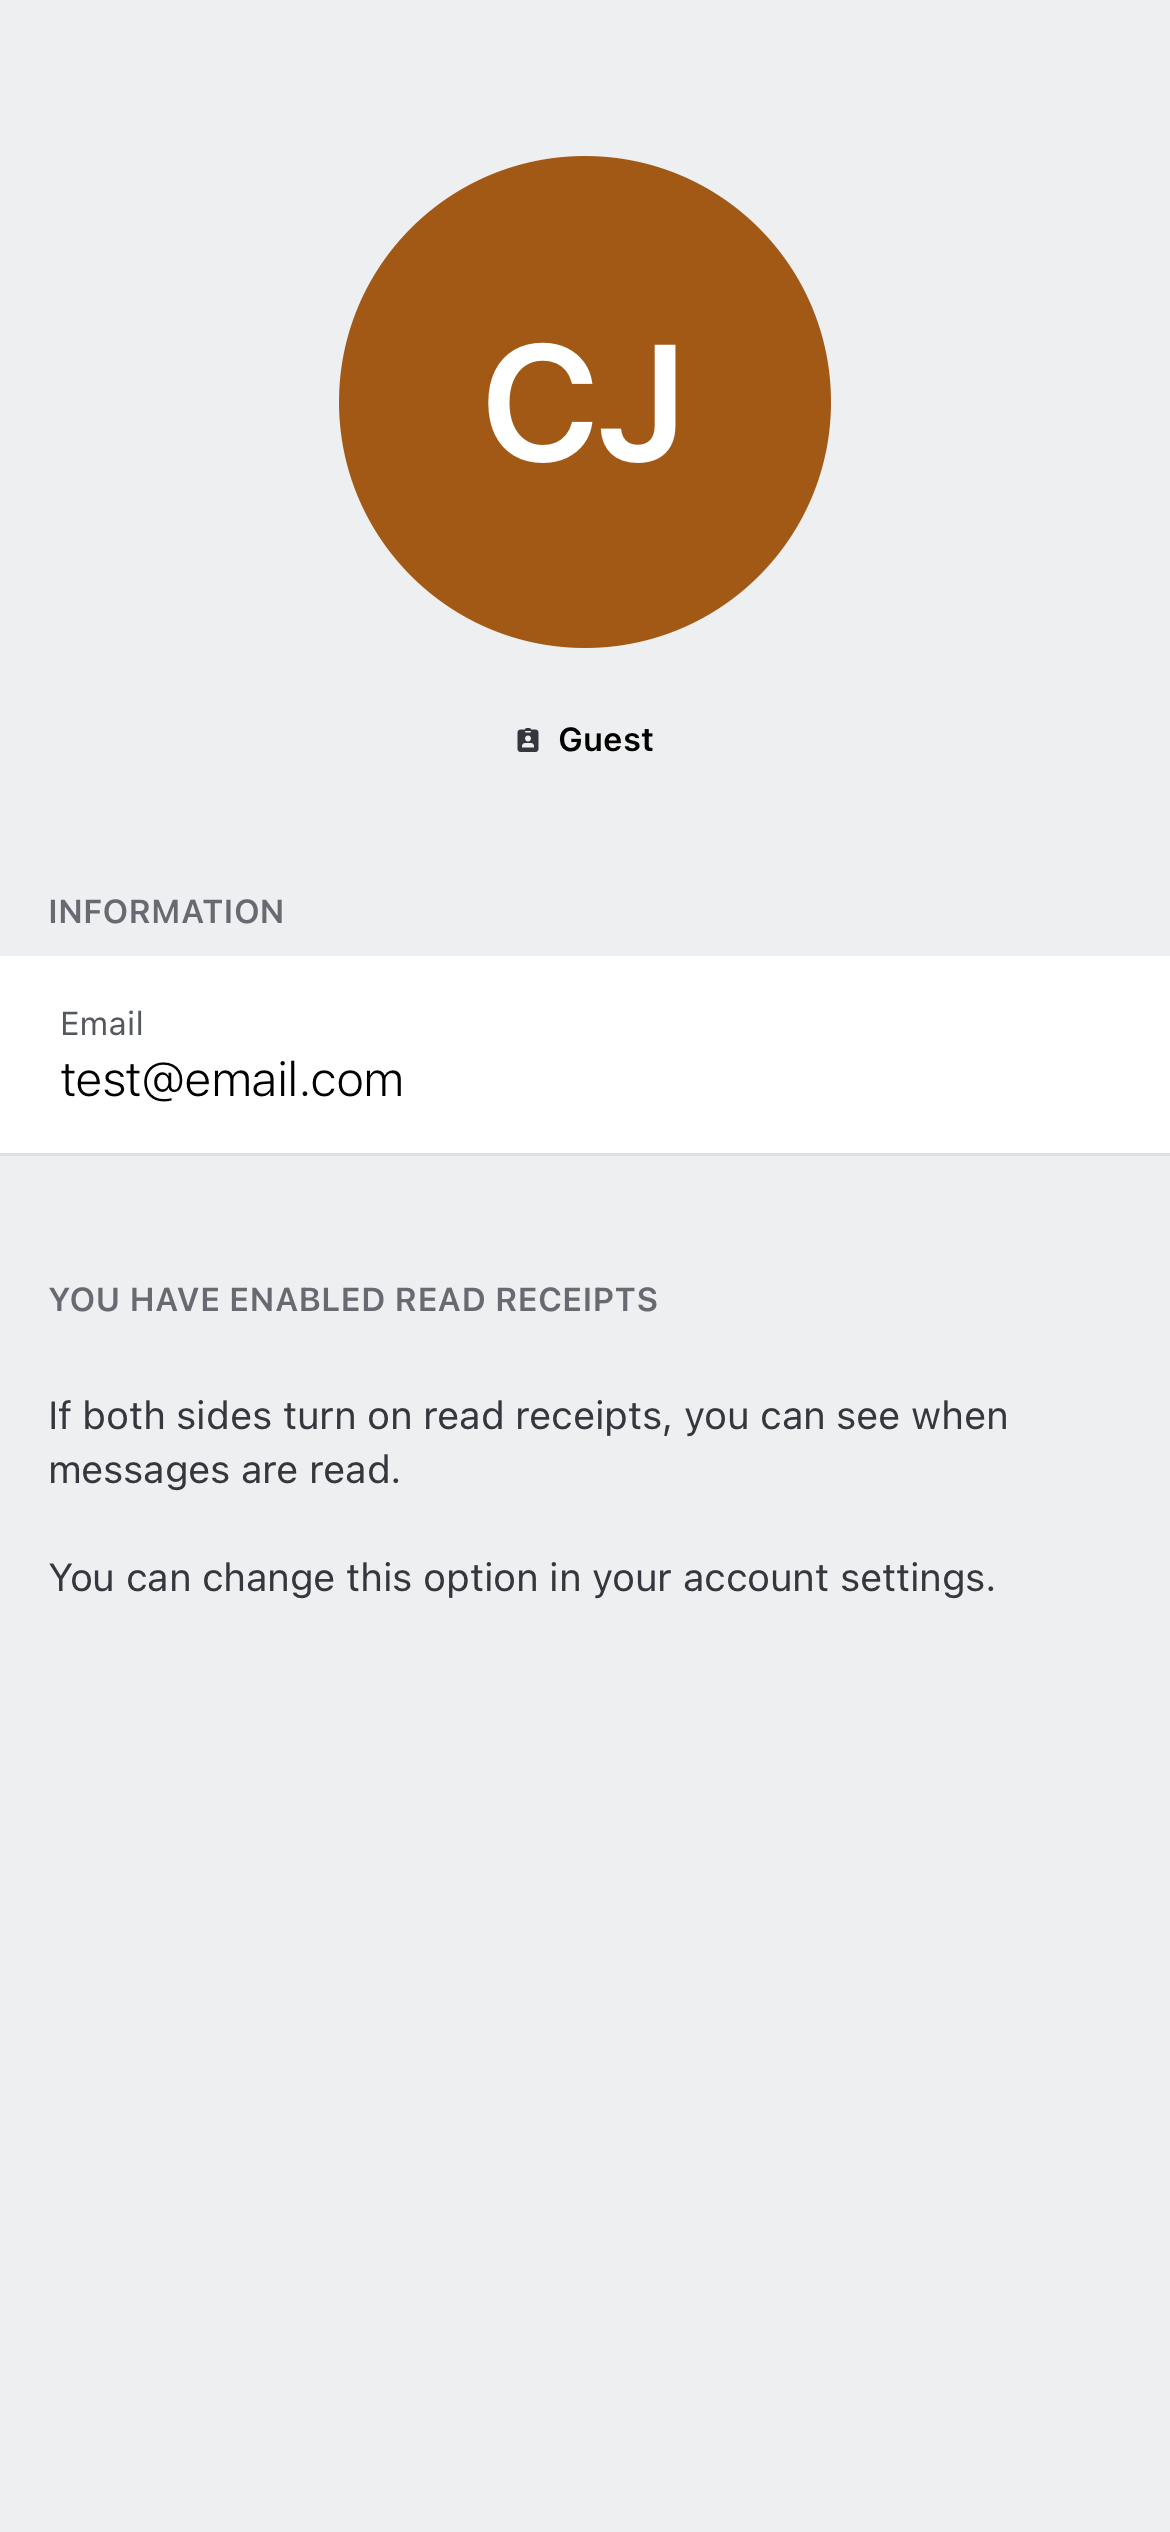 CJ
Guest
INFORMATION
Email
test@email.com
YOU HAVE ENABLED READ RECEIPTS
If both sides turn on read receipts, you can see when
messages are read.
You can change this option in your account settings.